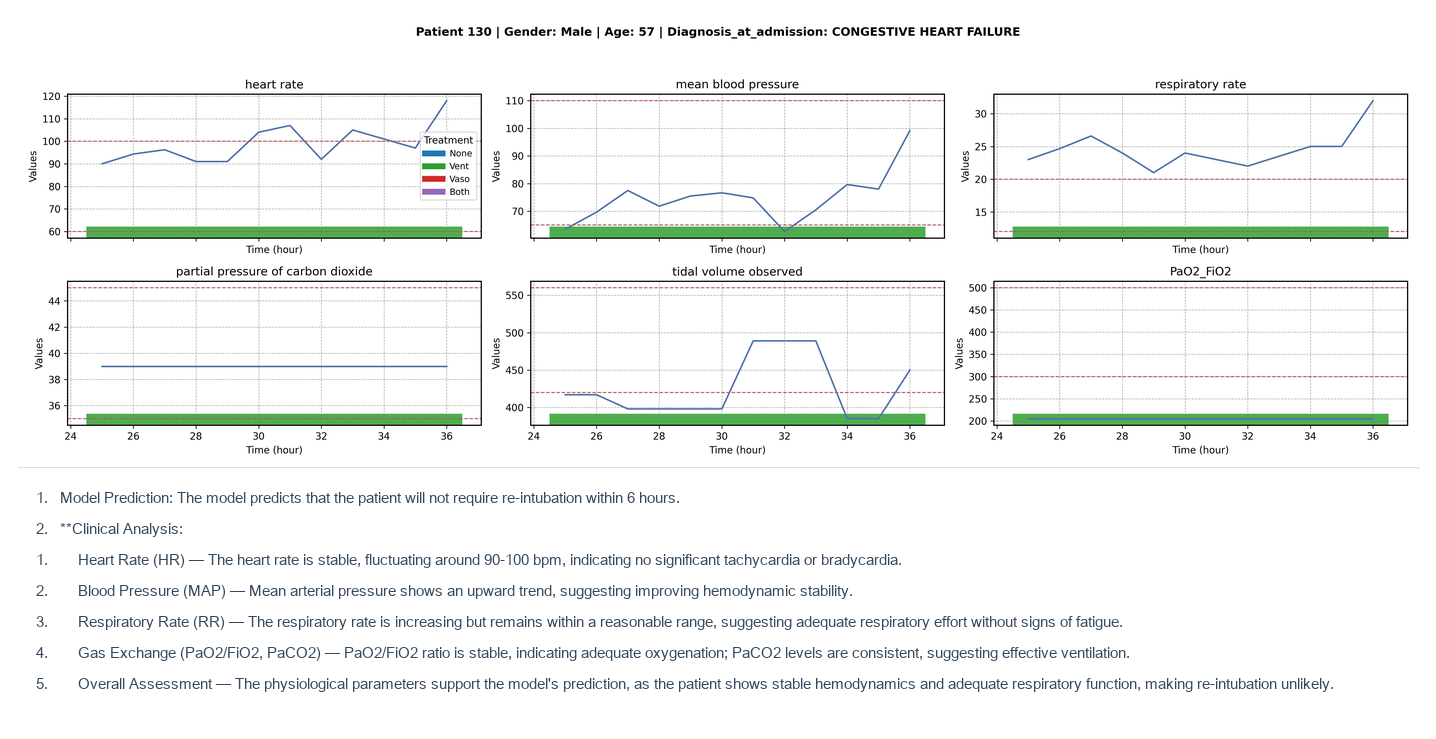 Patient 130 | Gender: Male | Age: 57 | Diagnosis_at_admission: CONGESTIVE HEART FAILURE
heart rate
120
110
100
90
80
70
60
Values
Time (hour)
Treatment
None
Vent
Vaso
Both
mean blood pressure
110
100
90
80
70
Values
Time (hour)
respiratory rate
30
25
20
15
Values
Time (hour)
partial pressure of carbon dioxide
44
42
40
38
36
Values
24 26 28 30 32 34 36
Time (hour)
tidal volume observed
550
500
450
400
Values
24 26 28 30 32 34 36
Time (hour)
PaO2_FiO2
500
450
400
350
300
250
200
Values
24 26 28 30 32 34 36
Time (hour)
1. Model Prediction: The model predicts that the patient will not require re-intubation within 6 hours.
2. **Clinical Analysis:
1. Heart Rate (HR) — The heart rate is stable, fluctuating around 90-100 bpm, indicating no significant tachycardia or bradycardia.
2. Blood Pressure (MAP) — Mean arterial pressure shows an upward trend, suggesting improving hemodynamic stability.
3. Respiratory Rate (RR) — The respiratory rate is increasing but remains within a reasonable range, suggesting adequate respiratory effort without signs of fatigue.
4. Gas Exchange (PaO2/FiO2, PaCO2) — PaO2/FiO2 ratio is stable, indicating adequate oxygenation; PaCO2 levels are consistent, suggesting effective ventilation.
5. Overall Assessment — The physiological parameters support the model's prediction, as the patient shows stable hemodynamics and adequate respiratory function, making re-intubation unlikely.